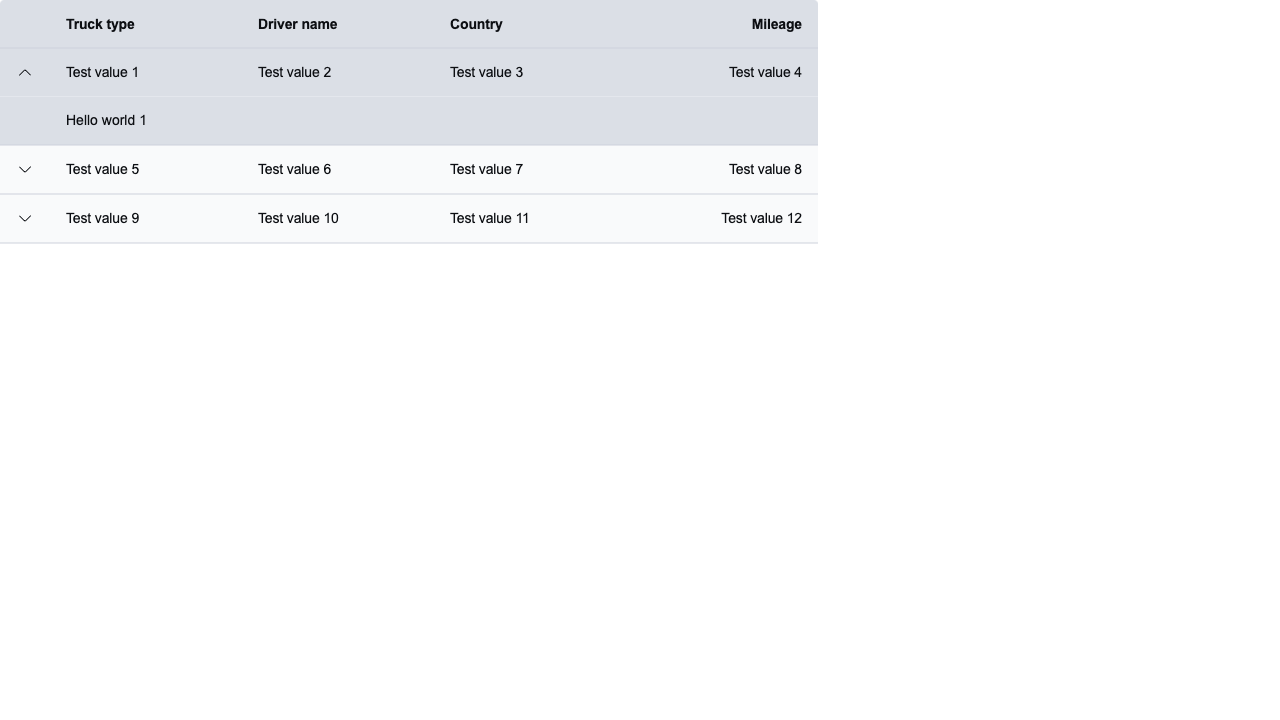 Truck type Driver name Country Mileage
Test value 1 Test value 2 Test value 3 Test value 4
Hello world 1
Test value 5 Test value 6 Test value 7 Test value 8
Test value 9 Test value 10 Test value 11 Test value 12